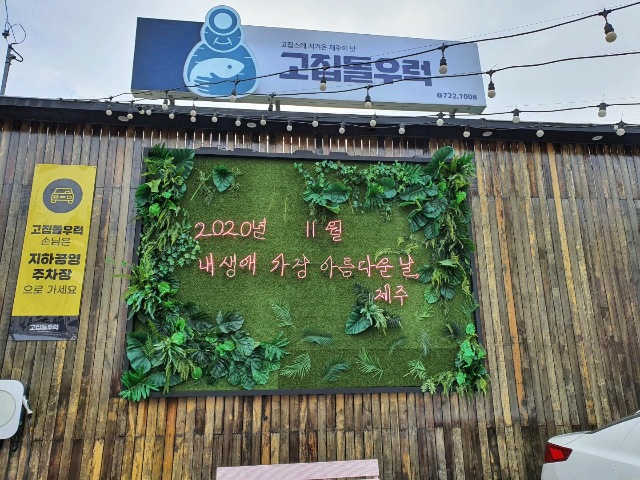 고집스레 지켜온 제주의 맛
고집돌우럭
722.1008
2020년 11월
내생애 가장 아름다운 날,
제주
고집돌우럭
손님은
지하공영
주차장
으로 가세요
고집돌우럭